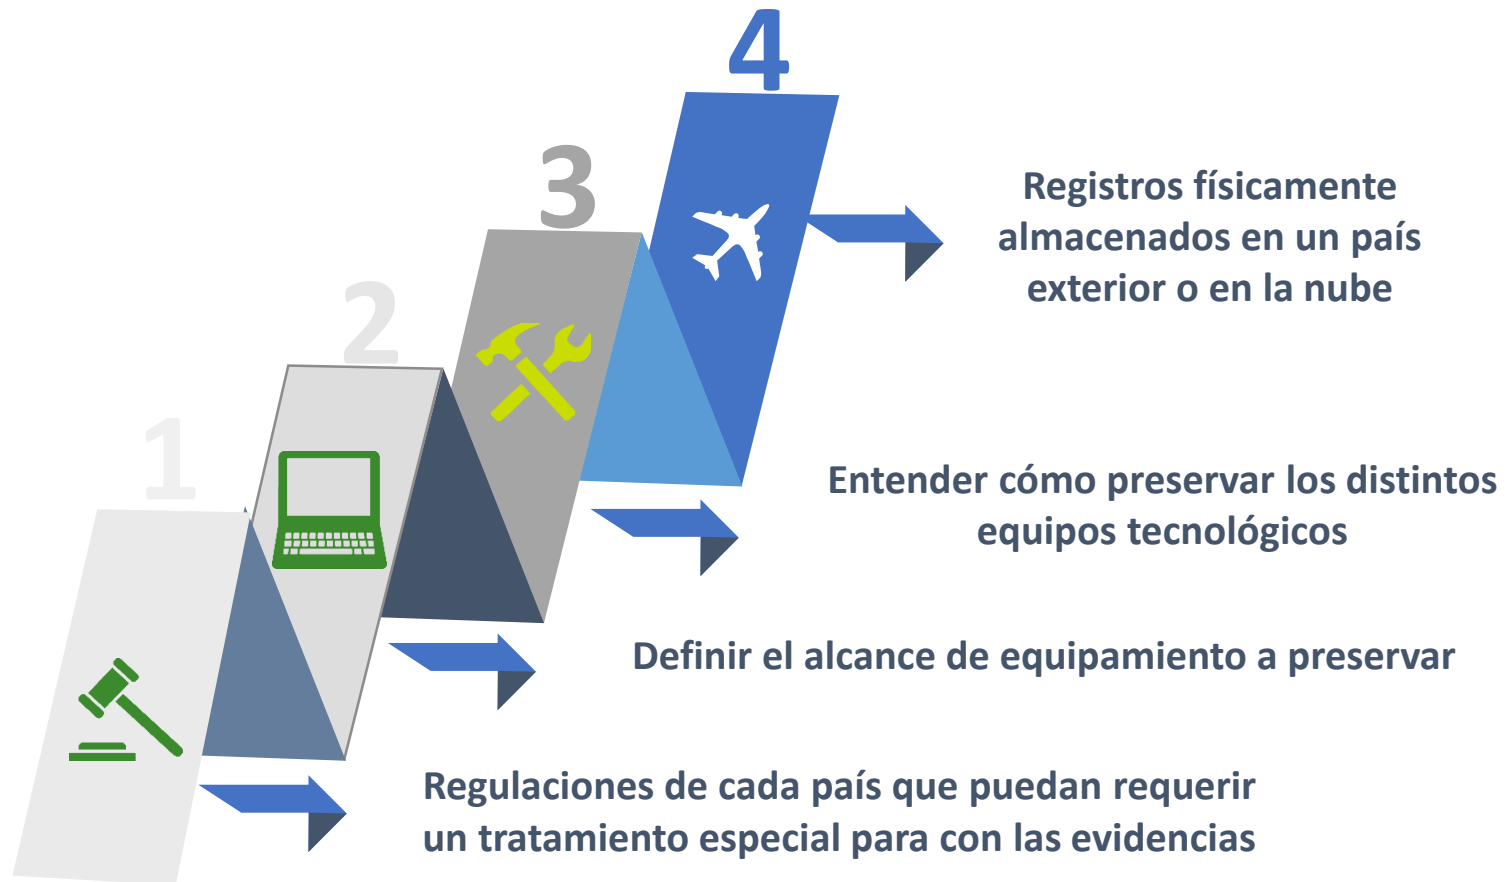 4
Registros físicamente
almacenados en un país
exterior o en la nube
3
Entender cómo preservar los distintos
equipos tecnológicos
2
Definir el alcance de equipamiento a preservar
1
Regulaciones de cada país que puedan requerir
un tratamiento especial para con las evidencias